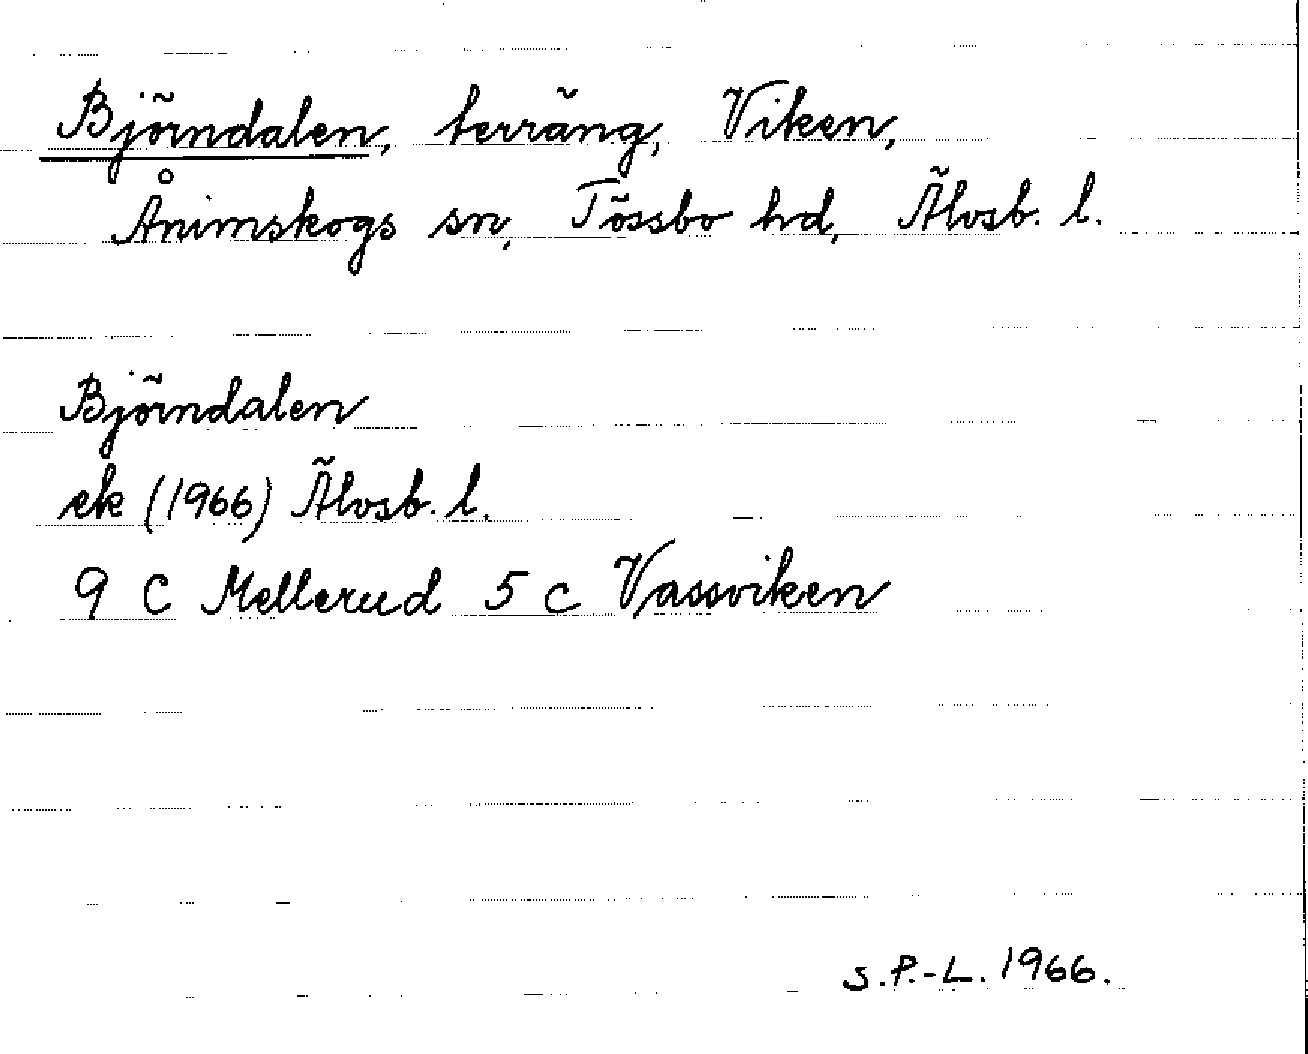 Björndalen, terräng, Viken,
Ånimskogs sn, Tössbo hd, Älvsb. l.
Björndalen
ek (1966) Älvsb. l.
9 C Mellerud 5 c Vassviken
S.P.-L. 1966.